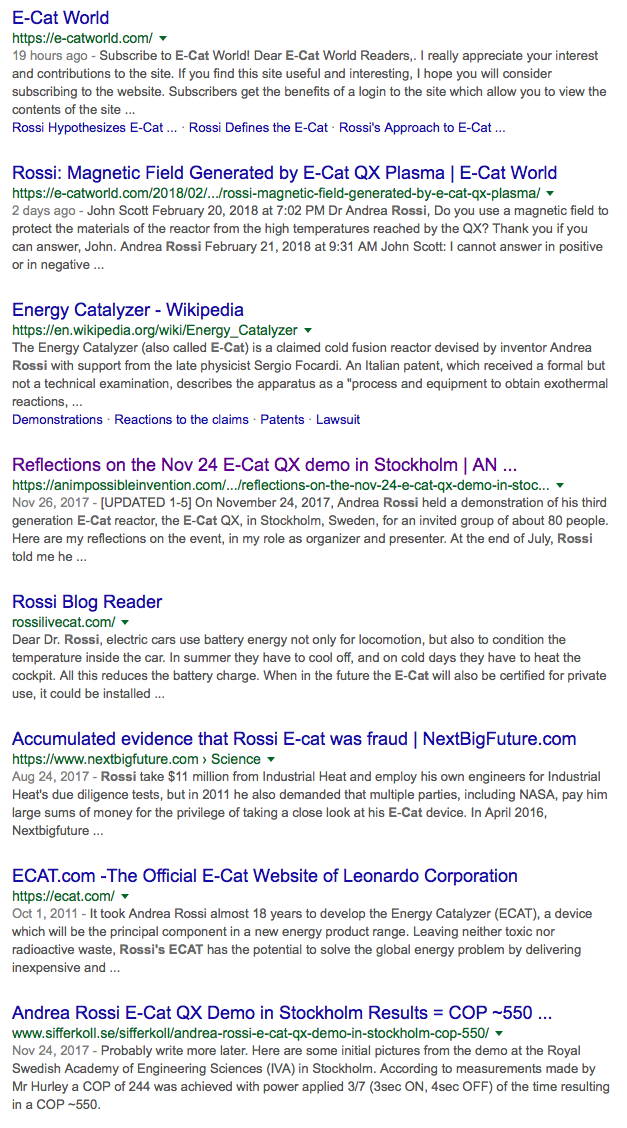 E-Cat World
https://e-catworld.com/
19 hours ago - Subscribe to E-Cat World! Dear E-Cat World Readers,. I really appreciate your interest
and contributions to the site. If you find this site useful and interesting, I hope you will consider
subscribing to the website. Subscribers get the benefits of a login to the site which allow you to view the
contents of the site ...
Rossi Hypothesizes E-Cat ... · Rossi Defines the E-Cat · Rossi's Approach to E-Cat ...
Rossi: Magnetic Field Generated by E-Cat QX Plasma | E-Cat World
https://e-catworld.com/2018/02/.../rossi-magnetic-field-generated-by-e-cat-qx-plasma/
2 days ago - John Scott February 20, 2018 at 7:02 PM Dr Andrea Rossi, Do you use a magnetic field to
protect the materials of the reactor from the high temperatures reached by the QX? Thank you if you
can answer, John. Andrea Rossi February 21, 2018 at 9:31 AM John Scott: I cannot answer in positive
or in negative ...
Energy Catalyzer - Wikipedia
https://en.wikipedia.org/wiki/Energy_Catalyzer
The Energy Catalyzer (also called E-Cat) is a claimed cold fusion reactor devised by inventor Andrea
Rossi with support from the late physicist Sergio Focardi. An Italian patent, which received a formal but
not a technical examination, describes the apparatus as a "process and equipment to obtain exothermal
reactions, ...
Demonstrations · Reactions to the claims · Patents · Lawsuit
Reflections on the Nov 24 E-Cat QX demo in Stockholm | AN ...
https://animpossibleinvention.com/.../reflections-on-the-nov-24-e-cat-qx-demo-in-stoc...
Nov 26, 2017 - [UPDATED 1-5] On November 24, 2017, Andrea Rossi held a demonstration of his third
generation E-Cat reactor, the E-Cat QX, in Stockholm, Sweden, for an invited group of about 80 people.
Here are my reflections on the event, in my role as organizer and presenter. At the end of July, Rossi
told me he ...
Rossi Blog Reader
rossilivecat.com/
Dear Dr. Rossi, electric cars use battery energy not only for locomotion, but also to condition the
temperature inside the car. In summer they have to cool off, and on cold days they have to heat the
cockpit. All this reduces the battery charge. When in the future the E-Cat will also be certified for private
use, it could be installed ...
Accumulated evidence that Rossi E-cat was fraud | NextBigFuture.com
https://www.nextbigfuture.com › Science
Aug 24, 2017 - Rossi take $11 million from Industrial Heat and employ his own engineers for Industrial
Heat's due diligence tests, but in 2011 he also demanded that multiple parties, including NASA, pay him
large sums of money for the privilege of taking a close look at his E-Cat device. In April 2016,
Nextbigfuture ...
ECAT.com -The Official E-Cat Website of Leonardo Corporation
https://ecat.com/
Oct 1, 2011 - It took Andrea Rossi almost 18 years to develop the Energy Catalyzer (ECAT), a device
which will be the principal component in a new energy product range. Leaving neither toxic nor
radioactive waste, Rossi's ECAT has the potential to solve the global energy problem by delivering
inexpensive and ...
Andrea Rossi E-Cat QX Demo in Stockholm Results = COP ~550 ...
www.sifferkoll.se/sifferkoll/andrea-rossi-e-cat-qx-demo-in-stockholm-cop-550/
Nov 24, 2017 - Probably write more later. Here are some initial pictures from the demo at the Royal
Swedish Academy of Engineering Sciences (IVA) in Stockholm. According to measurements made by
Mr Hurley a COP of 244 was achieved with power applied 3/7 (3sec ON, 4sec OFF) of the time resulting
in a COP ~550.